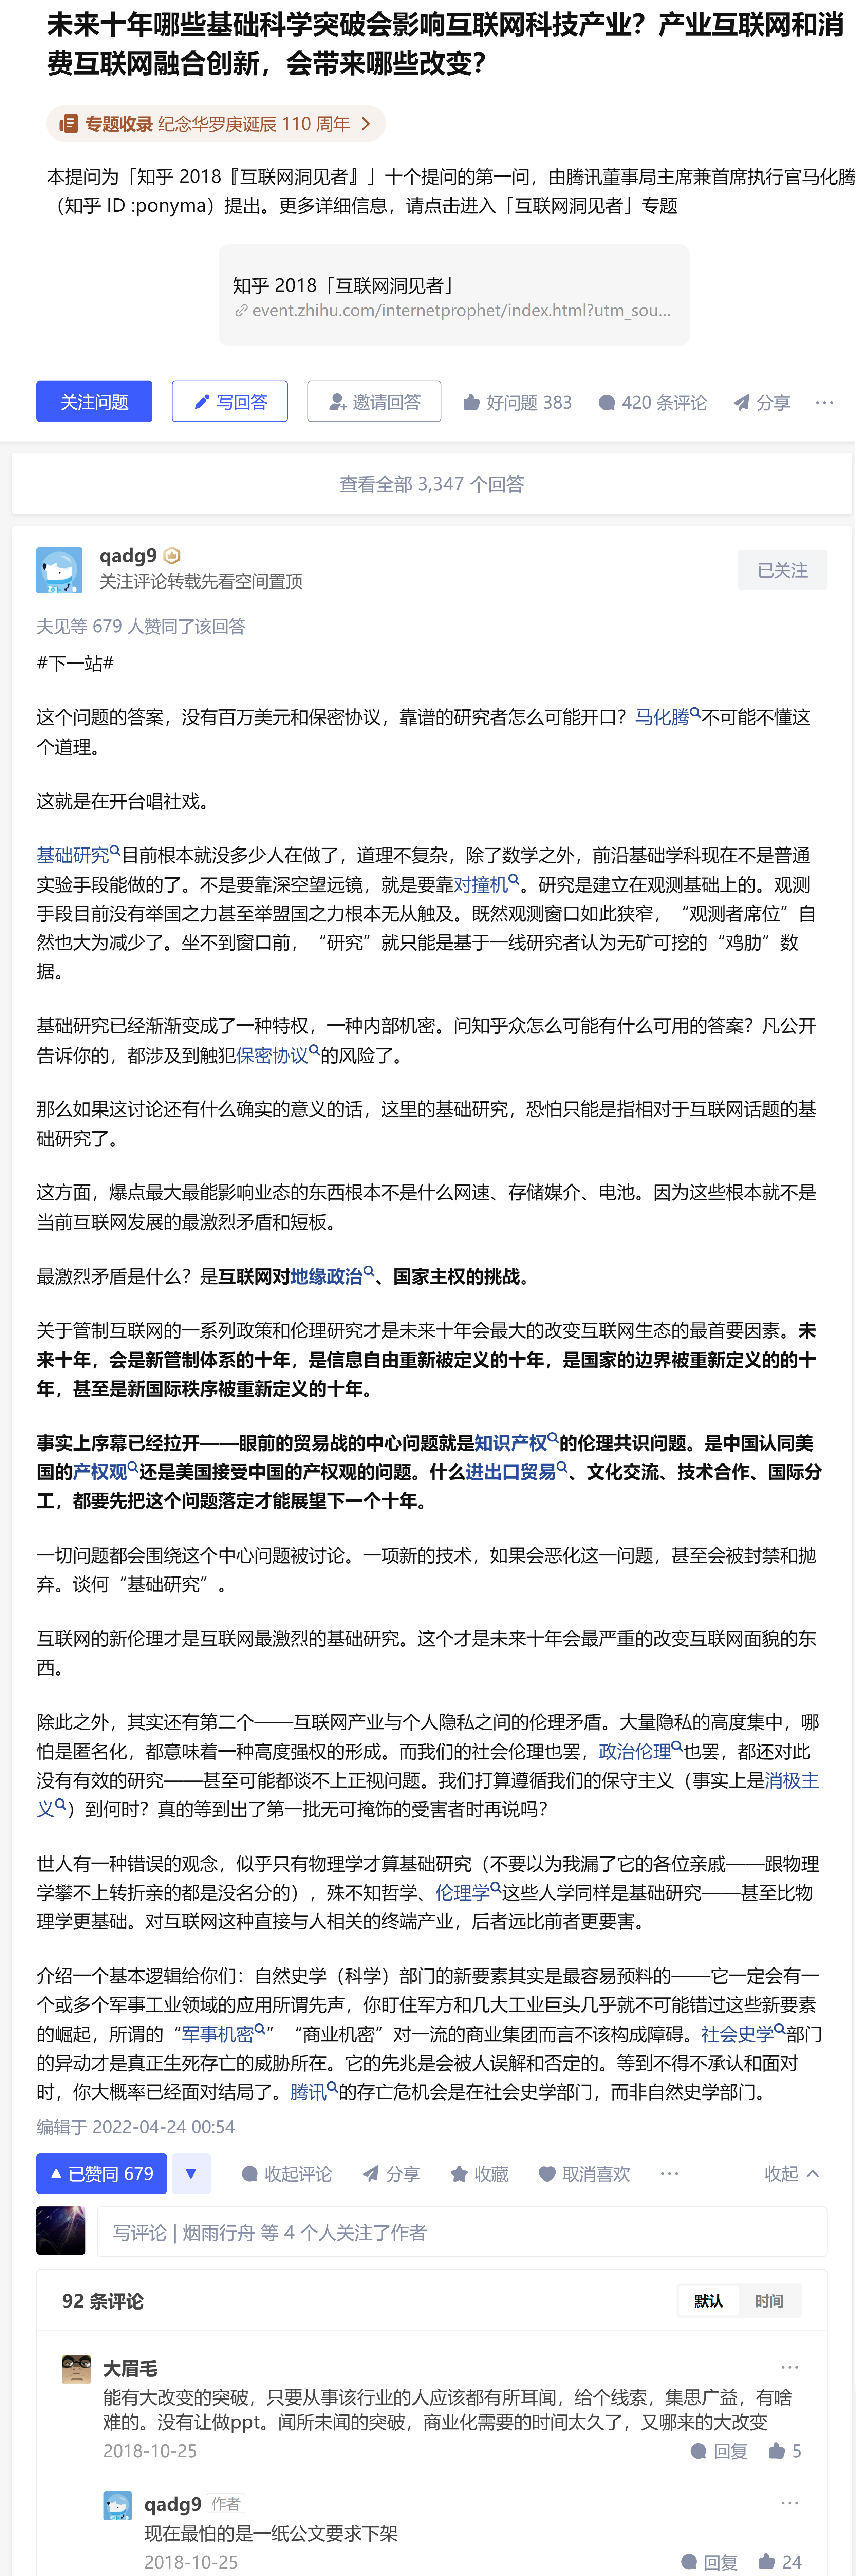 未来十年哪些基础科学突破会影响互联网科技产业？产业互联网和消
费互联网融合创新，会带来哪些改变？
专题收录 纪念华罗庚诞辰 110 周年
本提问为「知乎 2018『互联网洞见者』」十个提问的第一问，由腾讯董事局主席兼首席执行官马化腾
（知乎 ID :ponyma）提出。更多详细信息，请点击进入「互联网洞见者」专题
知乎 2018「互联网洞见者」
event.zhihu.com/internetprophet/index.html?utm_sou...
关注问题 写回答 邀请回答 好问题 383 420 条评论 分享 ...
查看全部 3,347 个回答
qadg9
关注评论转载先看空间置顶
已关注
夫见等 679 人赞同了该回答
#下一站#
这个问题的答案，没有百万美元和保密协议，靠谱的研究者怎么可能开口？马化腾不可能不懂这
个道理。
这就是在开台唱社戏。
基础研究目前根本就没多少人在做了，道理不复杂，除了数学之外，前沿基础学科现在不是普通
实验手段能做的了。不是要靠深空望远镜，就是要靠对撞机。研究是建立在观测基础上的。观测
手段目前没有举国之力甚至举盟国之力根本无从触及。既然观测窗口如此狭窄，“观测者席位”自
然也大为减少了。坐不到窗口前，“研究”就只能是基于一线研究者认为无矿可挖的“鸡肋”数
据。
基础研究已经渐渐变成了一种特权，一种内部机密。问知乎众怎么可能有什么可用的答案？凡公开
告诉你的，都涉及到触犯保密协议的风险了。
那么如果这讨论还有什么确实的意义的话，这里的基础研究，恐怕只能是指相对于互联网话题的基
础研究了。
这方面，爆点最大最能影响业态的东西根本不是什么网速、存储媒介、电池。因为这些根本就不是
当前互联网发展的最激烈矛盾和短板。
最激烈矛盾是什么？是互联网对地缘政治、国家主权的挑战。
关于管制互联网的一系列政策和伦理研究才是未来十年会最大的改变互联网生态的最首要因素。未
来十年，会是新管制体系的十年，是信息自由重新被定义的十年，是国家的边界被重新定义的的十
年，甚至是新国际秩序被重新定义的十年。
事实上序幕已经拉开——眼前的贸易战的中心问题就是知识产权的伦理共识问题。是中国认同美
国的产权观还是美国接受中国的产权观的问题。什么进出口贸易、文化交流、技术合作、国际分
工，都要先把这个问题落定才能展望下一个十年。
一切问题都会围绕这个中心问题被讨论。一项新的技术，如果会恶化这一问题，甚至会被封禁和抛
弃。谈何“基础研究”。
互联网的新伦理才是互联网最激烈的基础研究。这个才是未来十年会最严重的改变互联网面貌的东
西。
除此之外，其实还有第二个——互联网产业与个人隐私之间的伦理矛盾。大量隐私的高度集中，哪
怕是匿名化，都意味着一种高度强权的形成。而我们的社会伦理也罢，政治伦理也罢，都还对此
没有有效的研究——甚至可能都谈不上正视问题。我们打算遵循我们的保守主义（事实上是消极主
义）到何时？真的等到出了第一批无可掩饰的受害者时再说吗？
世人有一种错误的观念，似乎只有物理学才算基础研究（不要以为我漏了它的各位亲戚——跟物理
学攀不上转折亲的都是没名分的），殊不知哲学、伦理学这些人学同样是基础研究——甚至比物
理学更基础。对互联网这种直接与人相关的终端产业，后者远比前者更要害。
介绍一个基本逻辑给你们：自然史学（科学）部门的新要素其实是最容易预料的——它一定会有一
个或多个军事工业领域的应用所谓先声，你盯住军方和几大工业巨头几乎就不可能错过这些新要素
的崛起，所谓的“军事机密”“商业机密”对一流的商业集团而言不该构成障碍。社会史学部门
的异动才是真正生死存亡的威胁所在。它的先兆是会被人误解和否定的。等到不得不承认和面对
时，你大概率已经面对结局了。腾讯的存亡危机会是在社会史学部门，而非自然史学部门。
编辑于 2022-04-24 00:54
已赞同 679 收起评论 分享 收藏 取消喜欢 ... 收起
写评论 | 烟雨行舟 等 4 个人关注了作者
92 条评论 默认 时间
大眉毛 ...
能有大改变的突破，只要从事该行业的人应该都有所耳闻，给个线索，集思广益，有啥
难的。没有让做ppt。闻所未闻的突破，商业化需要的时间太久了，又哪来的大改变
2018-10-25 回复 5
qadg9 作者 ...
现在最怕的是一纸公文要求下架
2018-10-25 回复 24